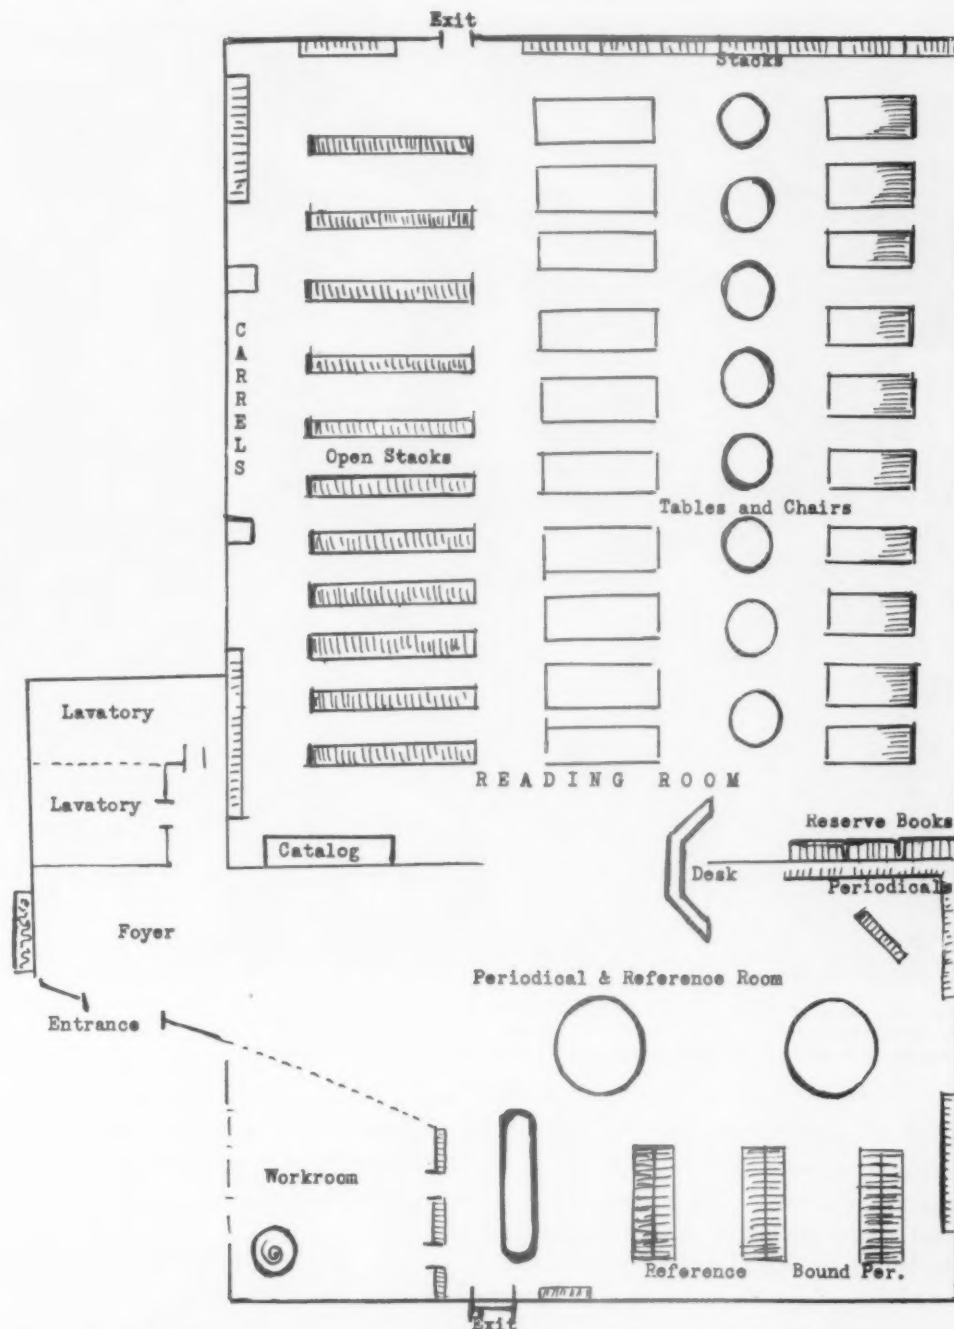 Exit
Stacks
CARRELS
Open Stacks
Tables and Chairs
Lavatory
READING ROOM
Lavatory
Reserve Books
Catalog
Desk
Periodicals
Foyer
Periodical & Reference Room
Entrance
Workroom
Reference
Bound Per.
Exit